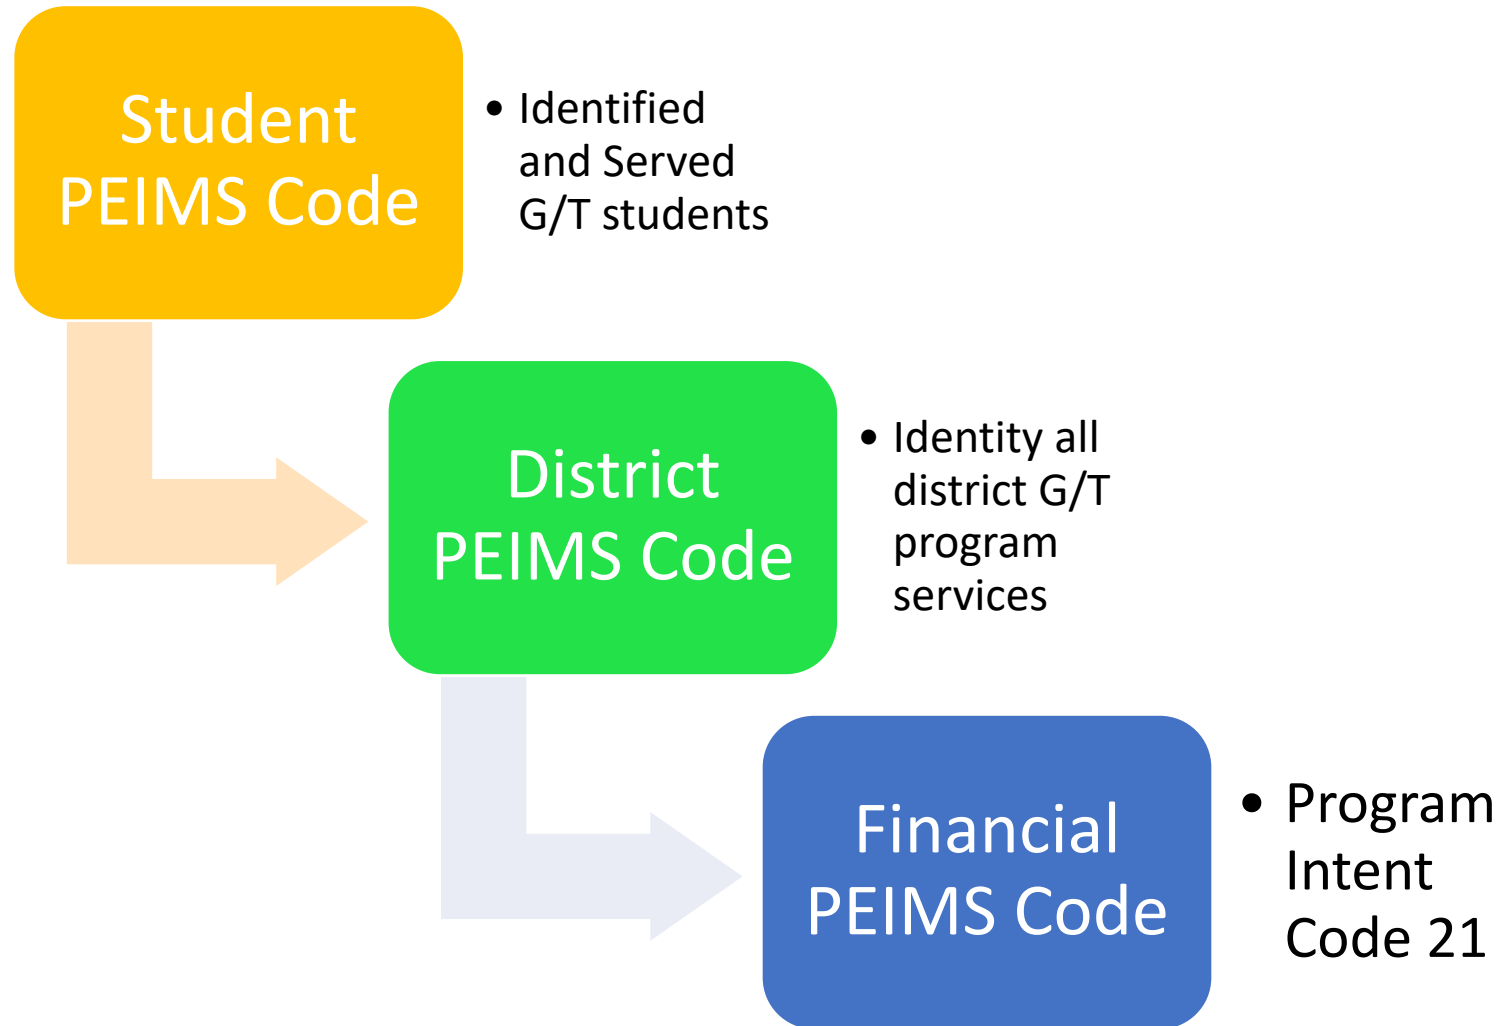 Student
PEIMS Code
• Identified
and Served
G/T students
District
PEIMS Code
• Identity all
district G/T
program
services
Financial
PEIMS Code
• Program
Intent
Code 21